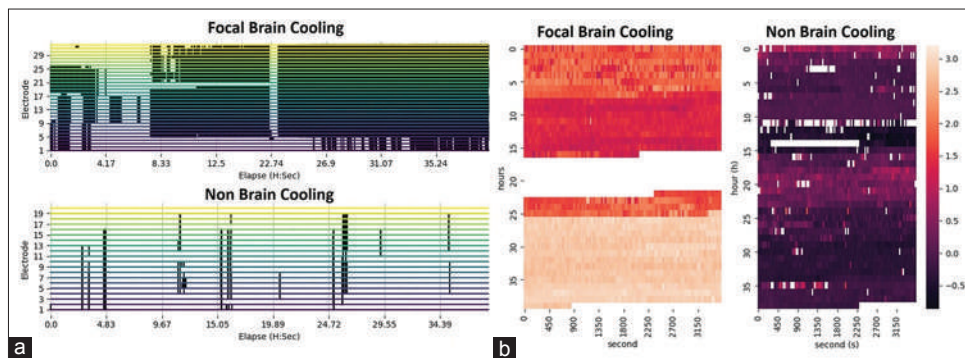 Focal Brain Cooling
Electrode
29
25
21
17
13
9
5
1
0.0 4.17 8.33 12.5 22.74 26.9 31.07 35.24
Elapse (H:Sec)
Non Brain Cooling
Electrode
19
17
15
13
11
9
7
5
3
1
0.0 4.83 9.67 15.05 19.89 24.72 29.55 34.39
Elapse (H:Sec)
a
Focal Brain Cooling
hours
0
5
10
15
20
25
30
35
0 450 900 1350 1800 2250 2700 3150
second
b
Non Brain Cooling
hour (h)
0
5
10
15
20
25
30
35
0 450 900 1350 1800 2250 2700 3150
second (s)
3.0
2.5
2.0
1.5
1.0
0.5
0.0
−0.5